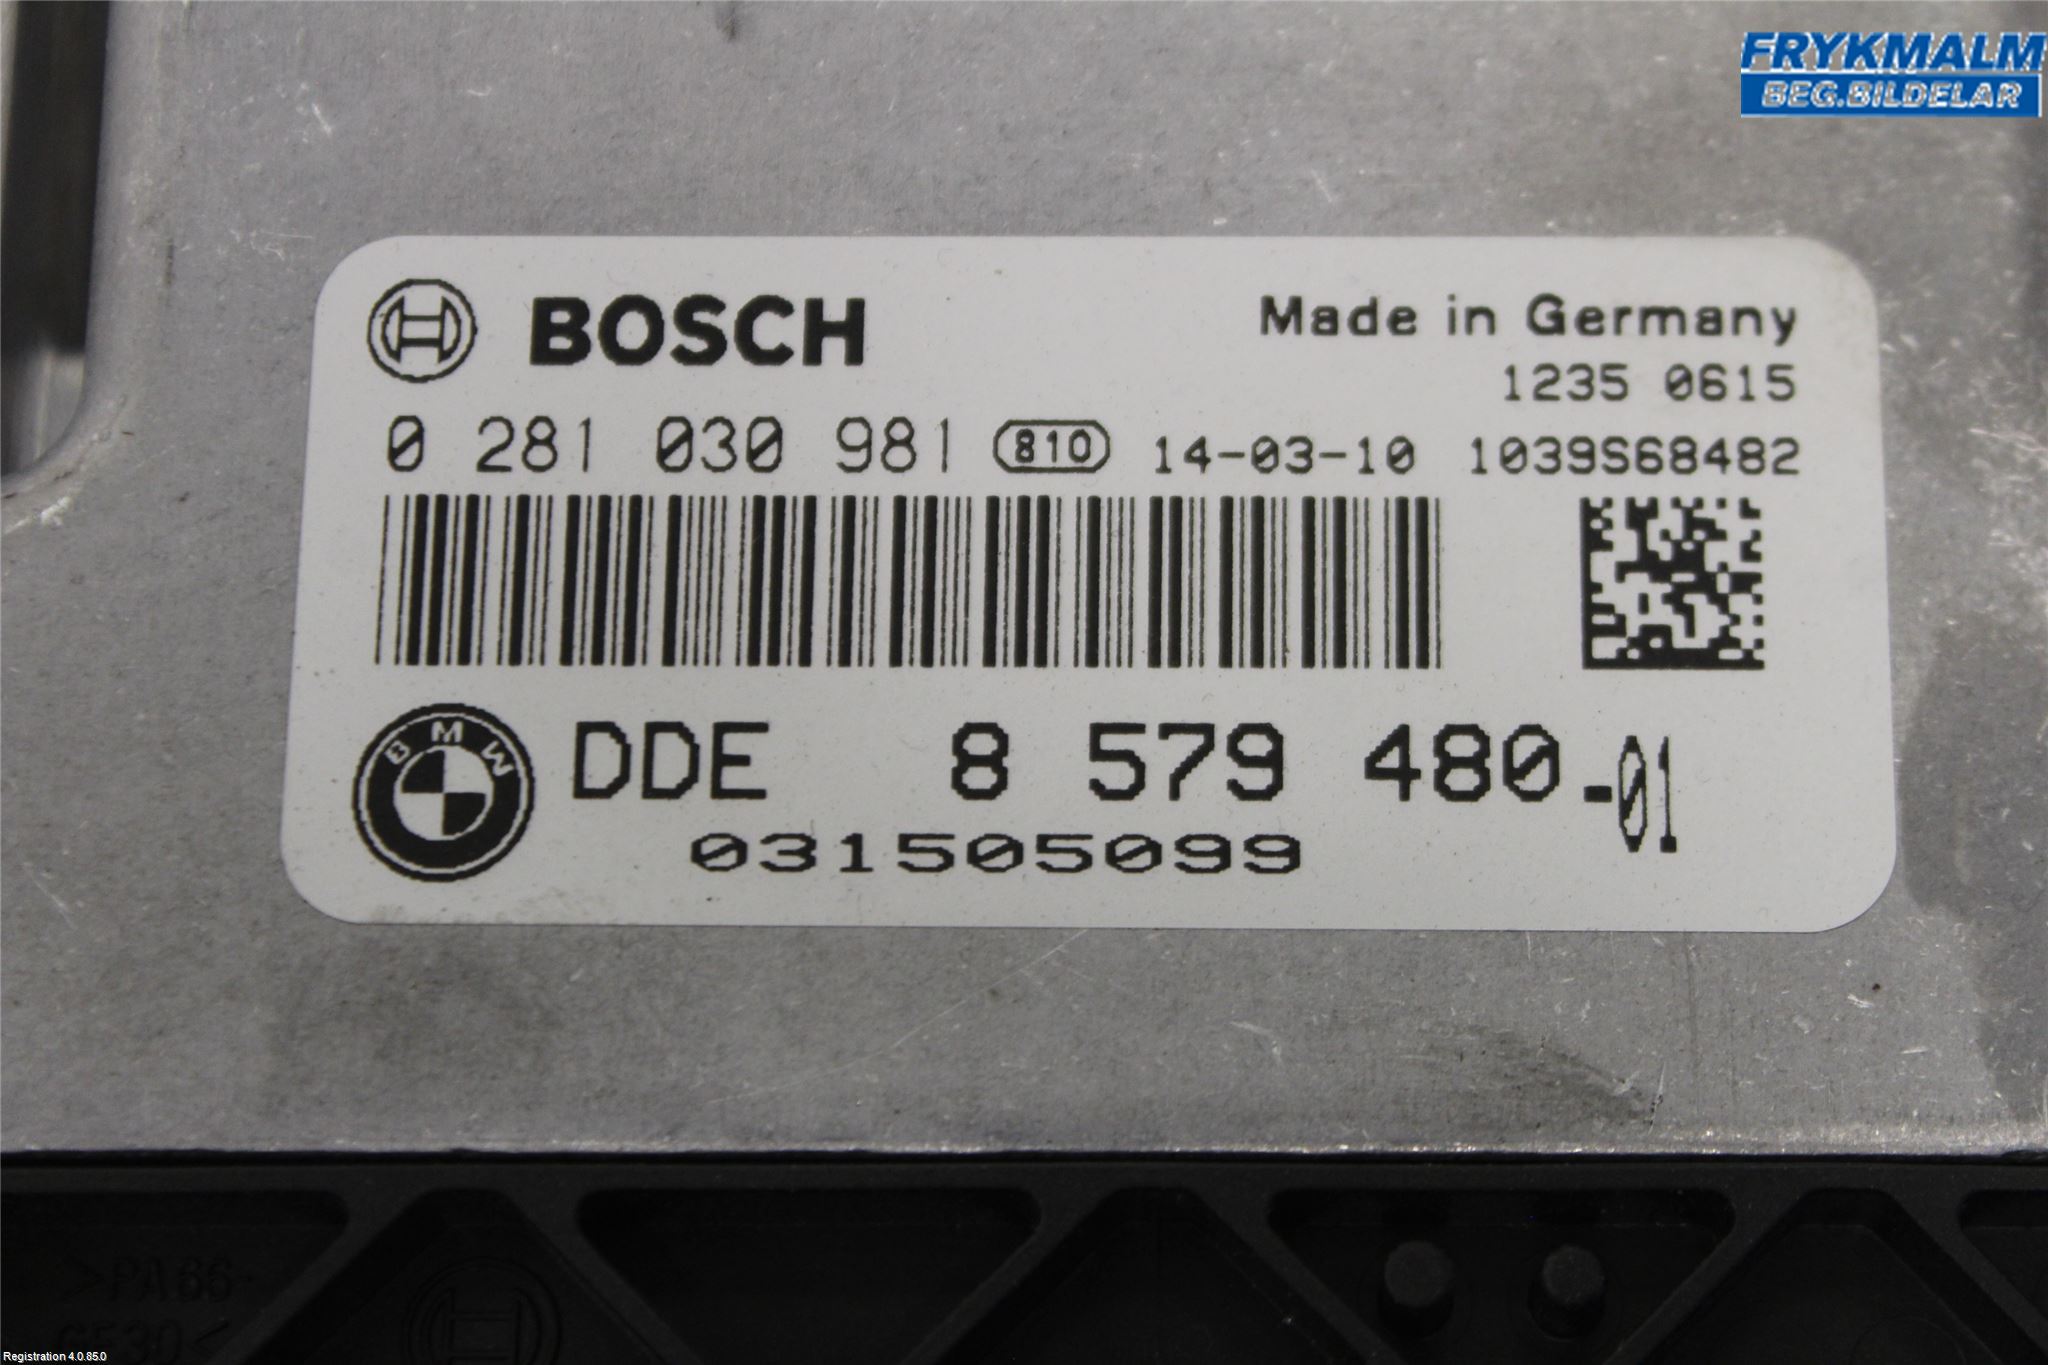 FRYKMALM
BEG.BILDELAR
BOSCH
Made in Germany
1235 0615
0 281 030 981 810 14-03-10 1039S68482
BMW
DDE 8 579 480-01
031505099
>PA66-
GF30<
Registration 4.0.85.0